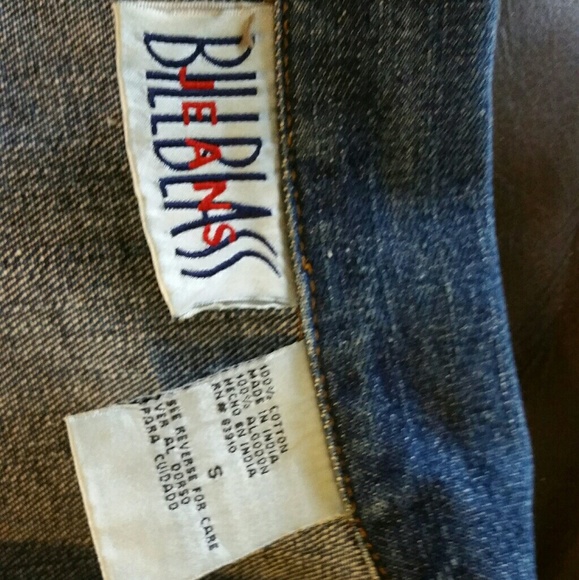 BILL BLASS
JEANS
100% COTTON
MADE IN INDIA
100% ALGODON
HECHO EN INDIA
RN# 83910
S
SEE REVERSE FOR CARE
VER AL DORSO
PARA CUIDADO